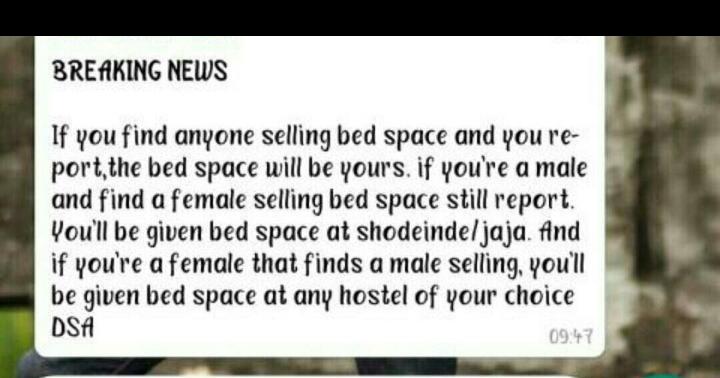 BREAKING NEWS
If you find anyone selling bed space and you re-
port,the bed space will be yours. if you're a male
and find a female selling bed space still report.
You'll be given bed space at shodeinde/jaja. And
if you're a female that finds a male selling, you'll
be given bed space at any hostel of your choice
DSA
09:47